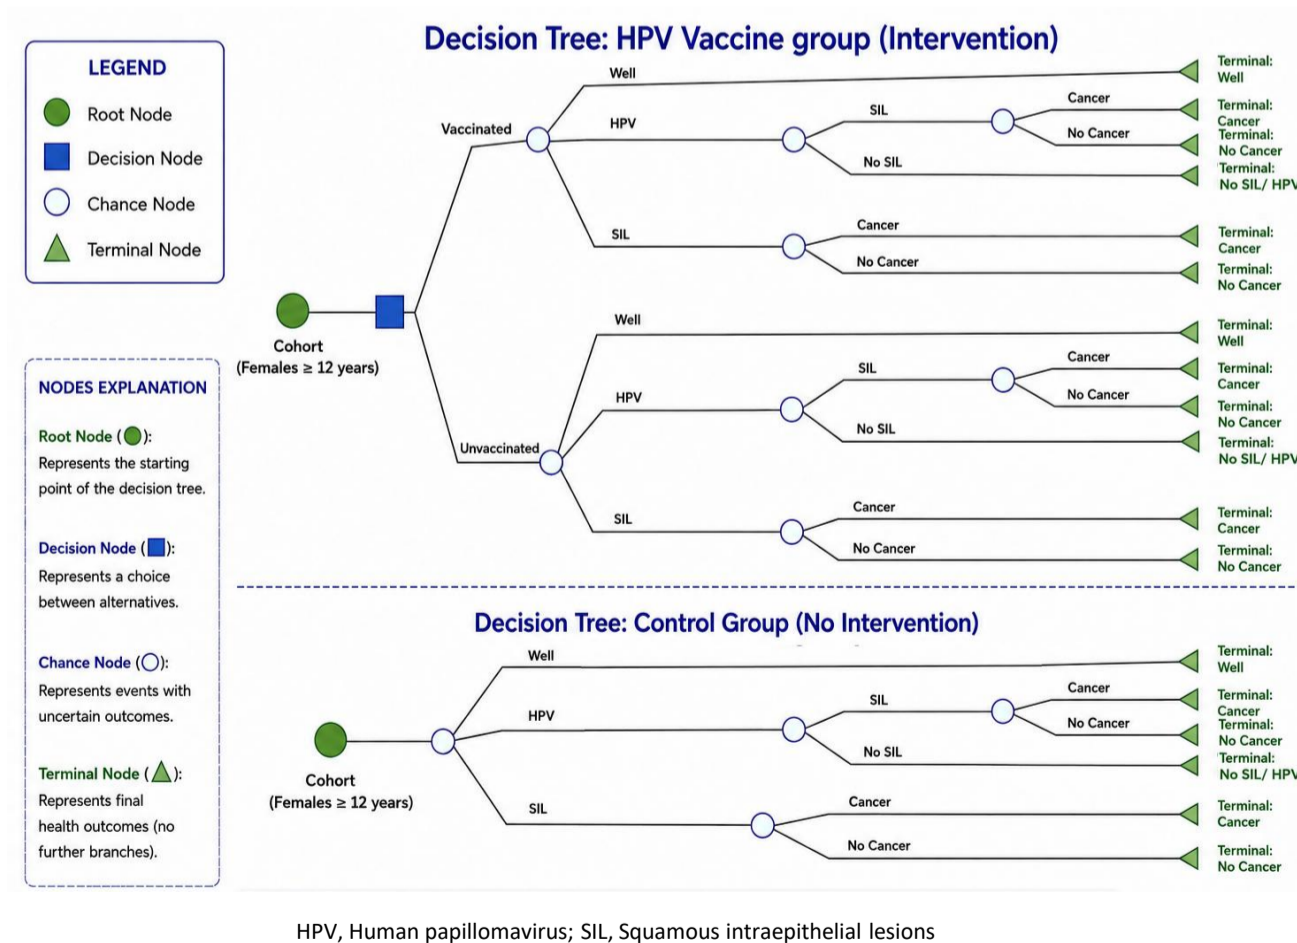 Decision Tree: HPV Vaccine group (Intervention)
LEGEND
Root Node
Decision Node
Chance Node
Terminal Node
NODES EXPLANATION
Root Node ( ):
Represents the starting
point of the decision tree.
Decision Node ( ):
Represents a choice
between alternatives.
Chance Node ( ):
Represents events with
uncertain outcomes.
Terminal Node ( ):
Represents final
health outcomes (no
further branches).
Cohort
(Females ≥ 12 years)
Vaccinated
Well
Terminal:
Well
HPV
SIL
Cancer
Terminal:
Cancer
No Cancer
Terminal:
No Cancer
No SIL
Terminal:
No SIL/ HPV
SIL
Cancer
Terminal:
Cancer
No Cancer
Terminal:
No Cancer
Unvaccinated
Well
Terminal:
Well
HPV
SIL
Cancer
Terminal:
Cancer
No Cancer
Terminal:
No Cancer
No SIL
Terminal:
No SIL/ HPV
SIL
Cancer
Terminal:
Cancer
No Cancer
Terminal:
No Cancer
Decision Tree: Control Group (No Intervention)
Cohort
(Females ≥ 12 years)
Well
Terminal:
Well
HPV
SIL
Cancer
Terminal:
Cancer
No Cancer
Terminal:
No Cancer
No SIL
Terminal:
No SIL/ HPV
SIL
Cancer
Terminal:
Cancer
No Cancer
Terminal:
No Cancer
HPV, Human papillomavirus; SIL, Squamous intraepithelial lesions